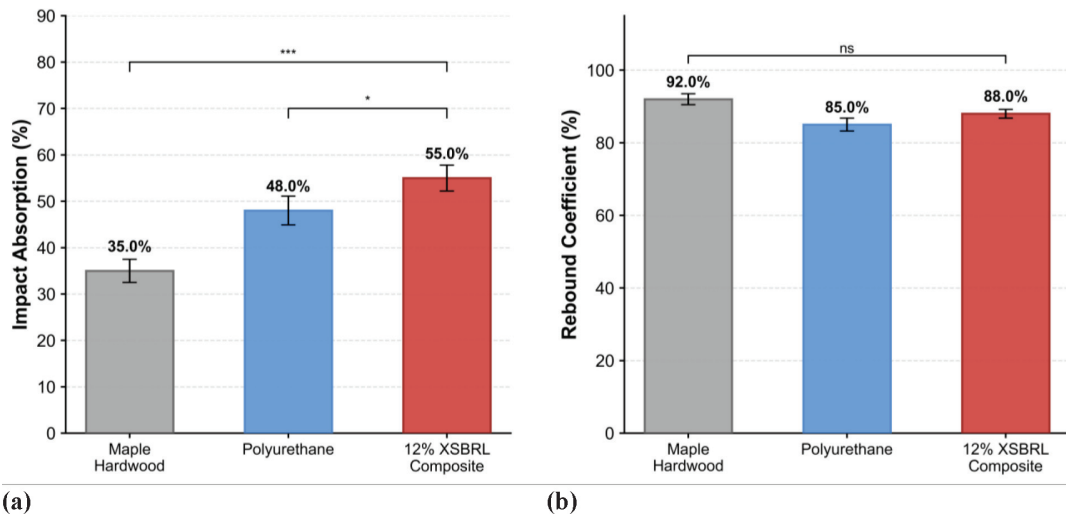 Impact Absorption (%)
90
80
70
60
50
40
30
20
10
0
***
*
35.0%
48.0%
55.0%
Maple
Hardwood
Polyurethane
12% XSBRL
Composite
(a)
Rebound Coefficient (%)
100
80
60
40
20
0
ns
92.0%
85.0%
88.0%
Maple
Hardwood
Polyurethane
12% XSBRL
Composite
(b)